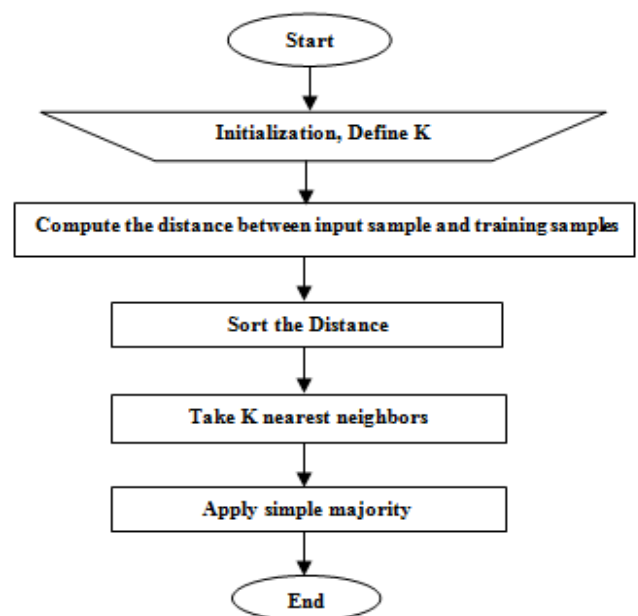 Start
Initialization, Define K
Compute the distance between input sample and training samples
Sort the Distance
Take K nearest neighbors
Apply simple majority
End